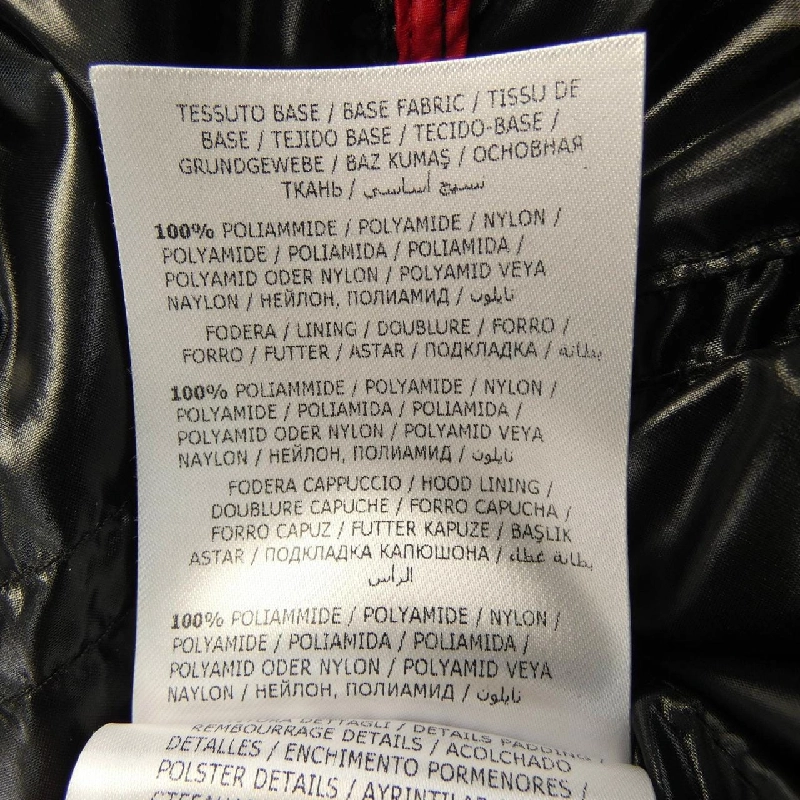 TESSUTO BASE / BASE FABRIC / TISSU DE
BASE / TEJIDO BASE / TECIDO-BASE /
GRUNDGEWEBE / BAZ KUMAŞ / ОСНОВНАЯ
ТКАНЬ / نسيج أساسي
100% POLIAMMIDE / POLYAMIDE / NYLON /
POLYAMIDE / POLIAMIDA / POLIAMIDA /
POLYAMID ODER NYLON / POLYAMID VEYA
NAYLON / НЕЙЛОН, ПОЛИАМИД / نايلون
FODERA / LINING / DOUBLURE / FORRO /
FORRO / FUTTER / ASTAR / ПОДКЛАДКА / بطانة
100% POLIAMMIDE / POLYAMIDE / NYLON /
POLYAMIDE / POLIAMIDA / POLIAMIDA /
POLYAMID ODER NYLON / POLYAMID VEYA
NAYLON / НЕЙЛОН, ПОЛИАМИД / نايلون
FODERA CAPPUCCIO / HOOD LINING /
DOUBLURE CAPUCHE / FORRO CAPUCHA /
FORRO CAPUZ / FUTTER KAPUZE / BAŞLIK
ASTAR / ПОДКЛАДКА КАПЮШОНА / بطانة غطاء
الرأس
100% POLIAMMIDE / POLYAMIDE / NYLON /
POLYAMIDE / POLIAMIDA / POLIAMIDA /
POLYAMID ODER NYLON / POLYAMID VEYA
NAYLON / НЕЙЛОН, ПОЛИАМИД / نايلون
DETTAGLI / DETAILS PADDING /
REMBOURRAGE DETAILS / ACOLCHADO
DETALLES / ENCHIMENTO PORMENORES /
POLSTER DETAILS /